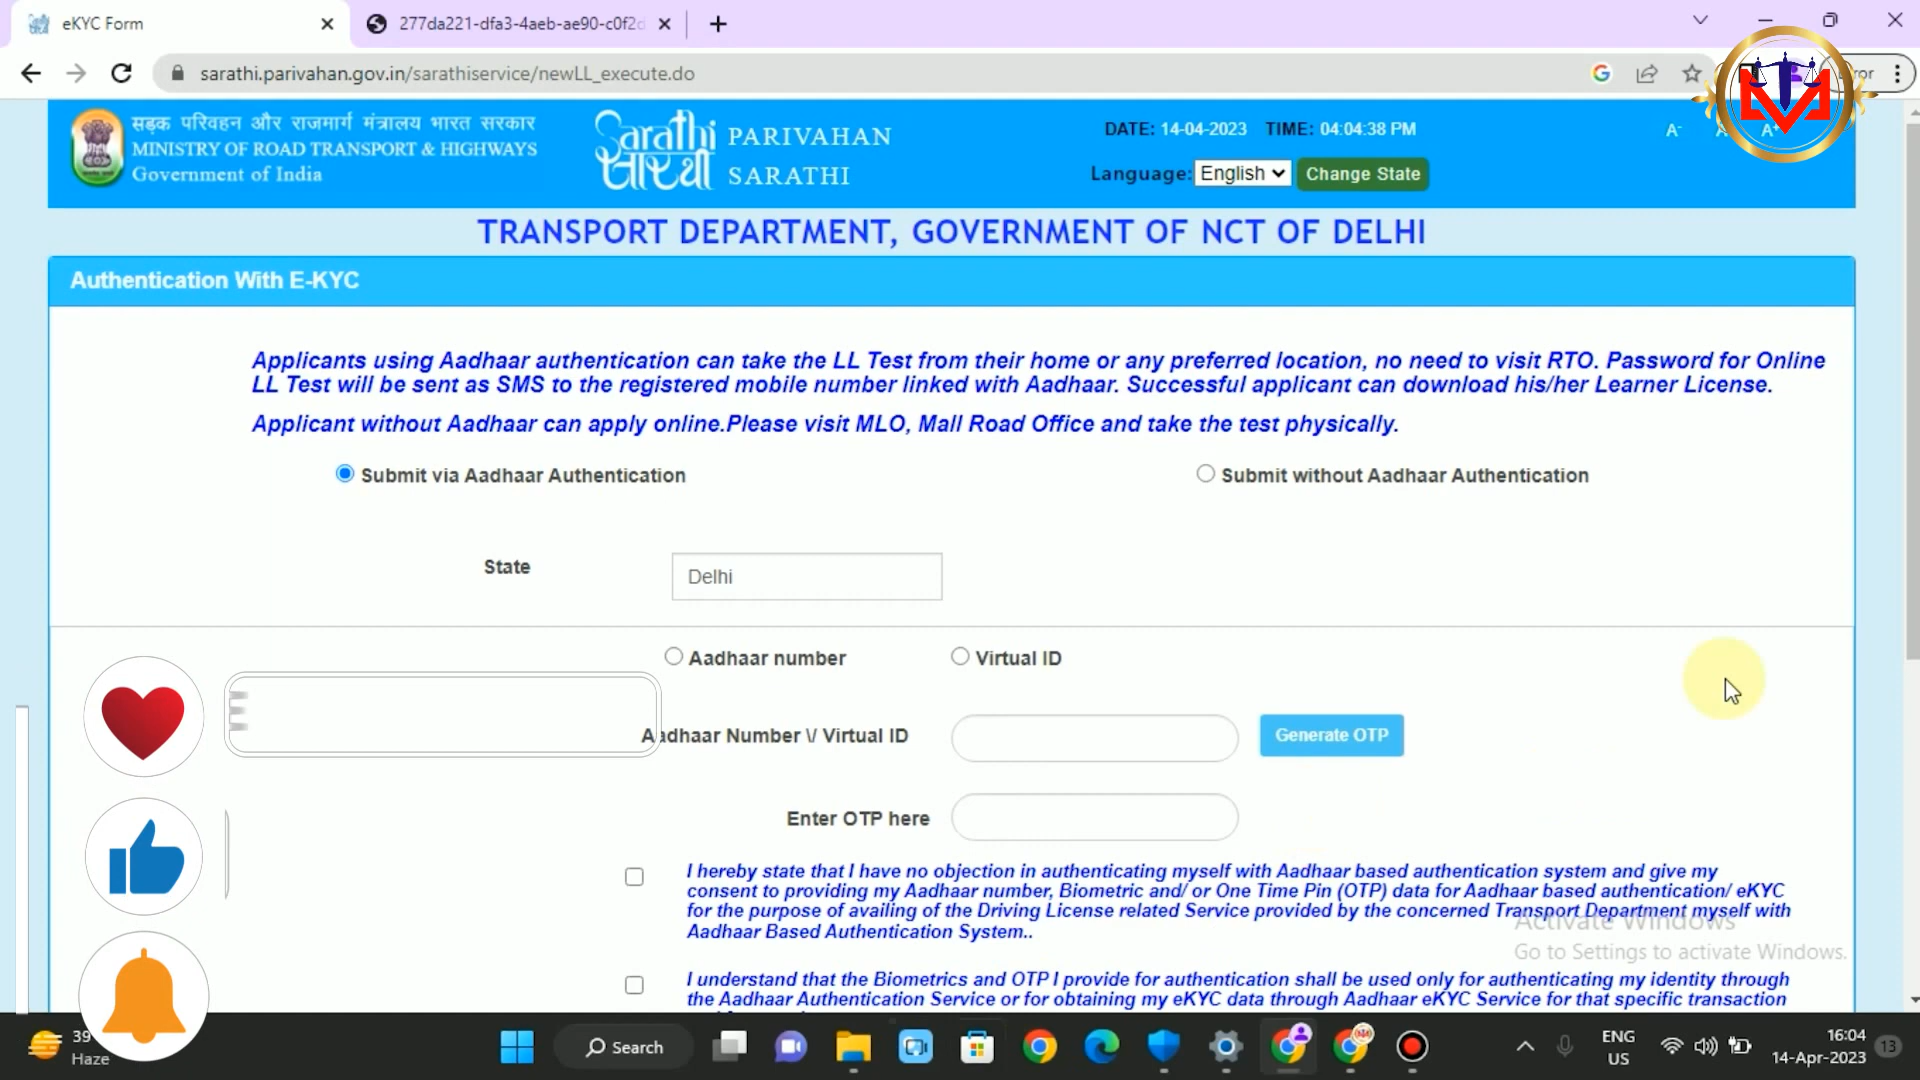 eKYC Form
277da221-dfa3-4aeb-ae90-c0f2d
sarathi.parivahan.gov.in/sarathiservice/newLL_execute.do
सड़क परिवहन और राजमार्ग मंत्रालय भारत सरकार
MINISTRY OF ROAD TRANSPORT & HIGHWAYS
Government of India
Sarathi
सारथी
PARIVAHAN
SARATHI
DATE: 14-04-2023 TIME: 04:04:38 PM
A-
A+
Language: English Change State
TRANSPORT DEPARTMENT, GOVERNMENT OF NCT OF DELHI
Authentication With E-KYC
Applicants using Aadhaar authentication can take the LL Test from their home or any preferred location, no need to visit RTO. Password for Online
LL Test will be sent as SMS to the registered mobile number linked with Aadhaar. Successful applicant can download his/her Learner License.
Applicant without Aadhaar can apply online.Please visit MLO, Mall Road Office and take the test physically.
Submit via Aadhaar Authentication
Submit without Aadhaar Authentication
State
Delhi
Aadhaar number
Virtual ID
Aadhaar Number \/ Virtual ID
Generate OTP
Enter OTP here
I hereby state that I have no objection in authenticating myself with Aadhaar based authentication system and give my
consent to providing my Aadhaar number, Biometric and/ or One Time Pin (OTP) data for Aadhaar based authentication/ eKYC
for the purpose of availing of the Driving License related Service provided by the concerned Transport Department myself with
Aadhaar Based Authentication System..
Activate Windows
Go to Settings to activate Windows.
I understand that the Biometrics and OTP I provide for authentication shall be used only for authenticating my identity through
the Aadhaar Authentication Service or for obtaining my eKYC data through Aadhaar eKYC Service for that specific transaction
39
Haze
Search
ENG
US
16:04
14-Apr-2023
13